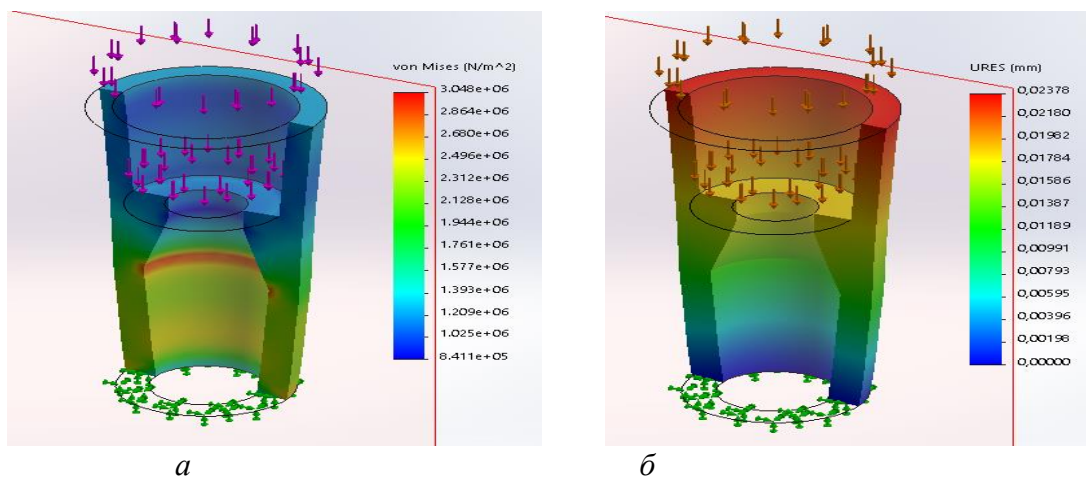 von Mises (N/m^2)
3.048e+06
2.864e+06
2.680e+06
2.496e+06
2.312e+06
2.128e+06
1.944e+06
1.761e+06
1.577e+06
1.393e+06
1.209e+06
1.025e+06
8.411e+05
а
URES (mm)
0,02378
0,02180
0,01982
0,01784
0,01586
0,01387
0,01189
0,00991
0,00793
0,00595
0,00396
0,00198
0,00000
б